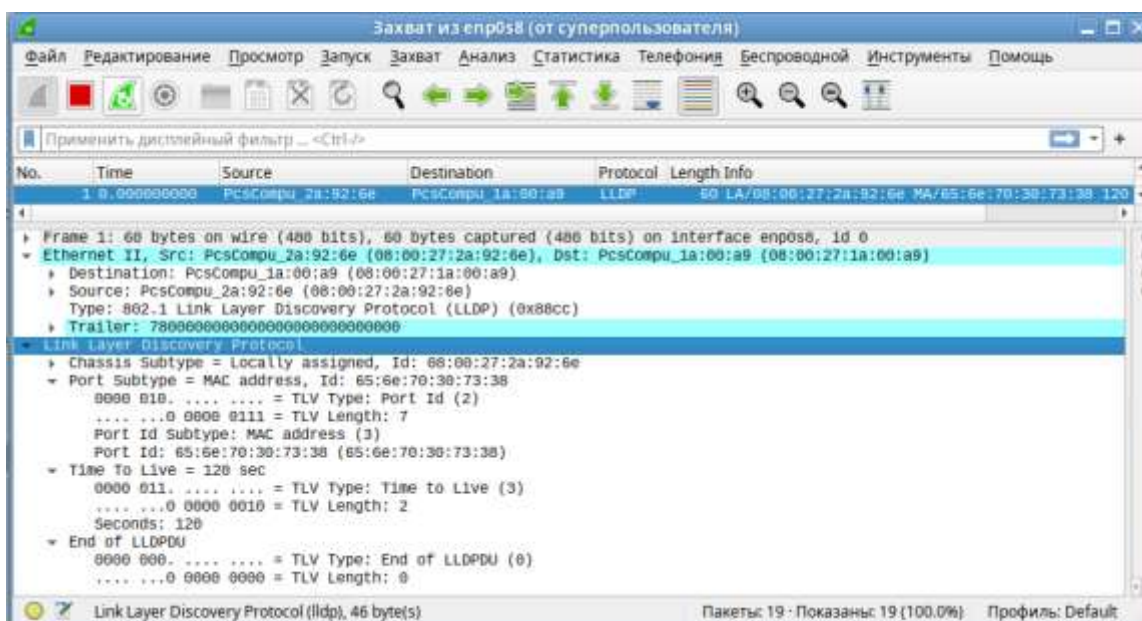 Захват из enp0s8 (от суперпользователя)
Файл Редактирование Просмотр Запуск Захват Анализ Статистика Телефония Беспроводной Инструменты Помощь
Применить дисплейный фильтр ... <Ctrl-/>
No. Time Source Destination Protocol Length Info
1 0.000000000 PcsCompu_2a:92:6e PcsCompu_1a:00:a9 LLDP 60 LA/08:00:27:2a:92:6e MA/65:6e:70:30:73:38 120
Frame 1: 60 bytes on wire (480 bits), 60 bytes captured (480 bits) on interface enp0s8, id 0
Ethernet II, Src: PcsCompu_2a:92:6e (08:00:27:2a:92:6e), Dst: PcsCompu_1a:00:a9 (08:00:27:1a:00:a9)
Destination: PcsCompu_1a:00:a9 (08:00:27:1a:00:a9)
Source: PcsCompu_2a:92:6e (08:00:27:2a:92:6e)
Type: 802.1 Link Layer Discovery Protocol (LLDP) (0x88cc)
Trailer: 78000000000000000000000000000000
Link Layer Discovery Protocol
Chassis Subtype = Locally assigned, Id: 08:00:27:2a:92:6e
Port Subtype = MAC address, Id: 65:6e:70:30:73:38
0000 010. .... .... = TLV Type: Port Id (2)
.... ...0 0000 0111 = TLV Length: 7
Port Id Subtype: MAC address (3)
Port Id: 65:6e:70:30:73:38 (65:6e:70:30:73:38)
Time To Live = 120 sec
0000 011. .... .... = TLV Type: Time to Live (3)
.... ...0 0000 0010 = TLV Length: 2
Seconds: 120
End of LLDPDU
0000 000. .... .... = TLV Type: End of LLDPDU (0)
.... ...0 0000 0000 = TLV Length: 0
Link Layer Discovery Protocol (lldp), 46 byte(s) Пакеты: 19 · Показаны: 19 (100.0%) Профиль: Default